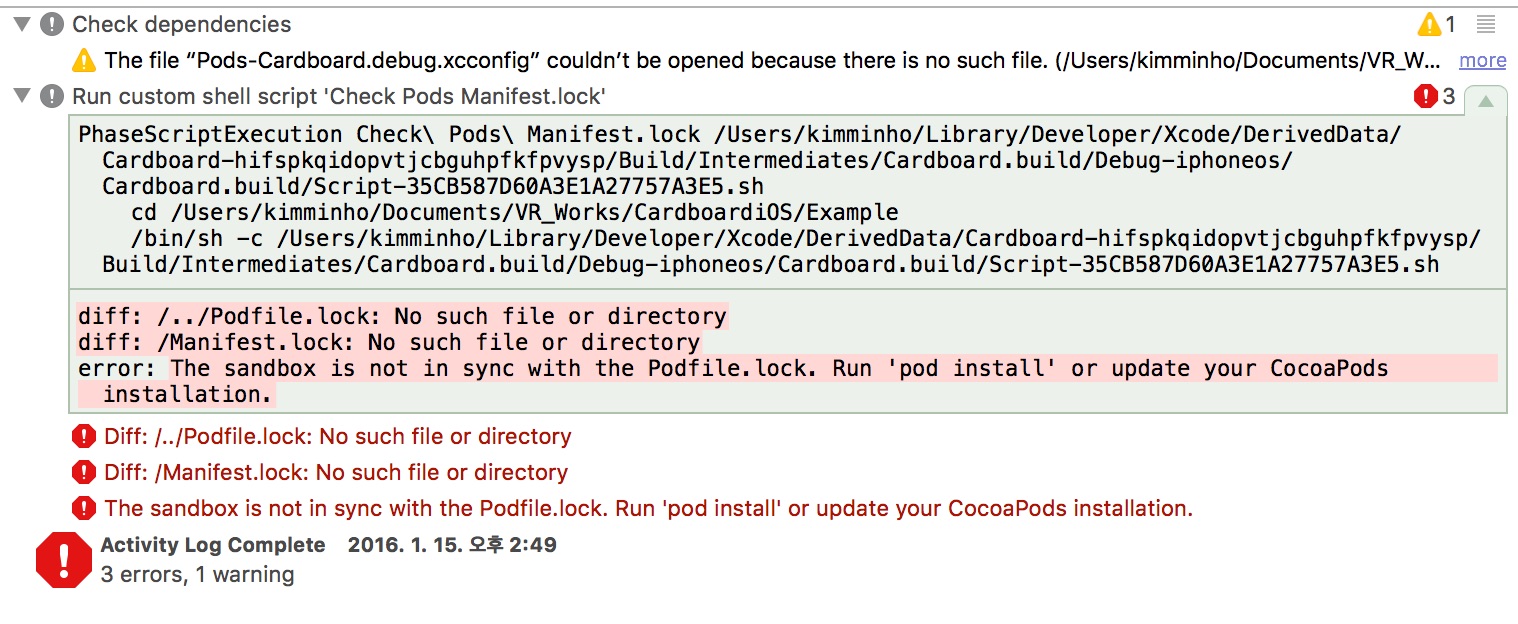 Check dependencies 1
The file “Pods-Cardboard.debug.xcconfig” couldn’t be opened because there is no such file. (/Users/kimminho/Documents/VR_W... more
Run custom shell script 'Check Pods Manifest.lock' 3
PhaseScriptExecution Check\ Pods\ Manifest.lock /Users/kimminho/Library/Developer/Xcode/DerivedData/
Cardboard-hifspkqidopvtjcbguhpfkfpvysp/Build/Intermediates/Cardboard.build/Debug-iphoneos/
Cardboard.build/Script-35CB587D60A3E1A27757A3E5.sh
cd /Users/kimminho/Documents/VR_Works/CardboardiOS/Example
/bin/sh -c /Users/kimminho/Library/Developer/Xcode/DerivedData/Cardboard-hifspkqidopvtjcbguhpfkfpvysp/
Build/Intermediates/Cardboard.build/Debug-iphoneos/Cardboard.build/Script-35CB587D60A3E1A27757A3E5.sh
diff: /../Podfile.lock: No such file or directory
diff: /Manifest.lock: No such file or directory
error: The sandbox is not in sync with the Podfile.lock. Run 'pod install' or update your CocoaPods
installation.
Diff: /../Podfile.lock: No such file or directory
Diff: /Manifest.lock: No such file or directory
The sandbox is not in sync with the Podfile.lock. Run 'pod install' or update your CocoaPods installation.
Activity Log Complete 2016. 1. 15. 오후 2:49
3 errors, 1 warning